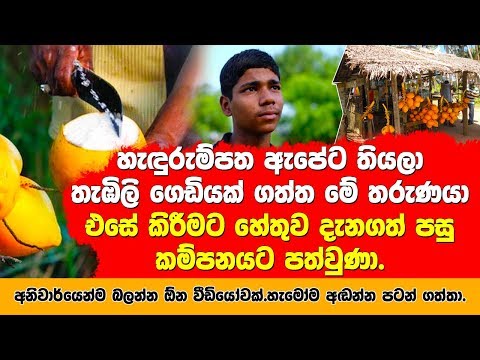 හැඳුරුම්පත ඇපේට තියලා
තැඹිලි ගෙඩියක් ගත්ත මේ තරුණයා
එසේ කිරීමට හේතුව දැනගත් පසු
කම්පනයට පත්වුණා.
අනිවාර්යෙන්ම බලන්න ඕන වීඩියෝවක්.හැමෝම අඬන්න පටන් ගත්තා.